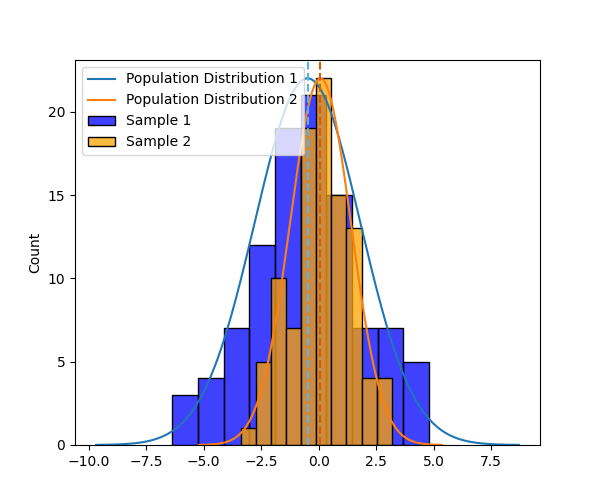 Population Distribution 1
Population Distribution 2
Sample 1
Sample 2
Count
20
15
10
5
0
−10.0 −7.5 −5.0 −2.5 0.0 2.5 5.0 7.5